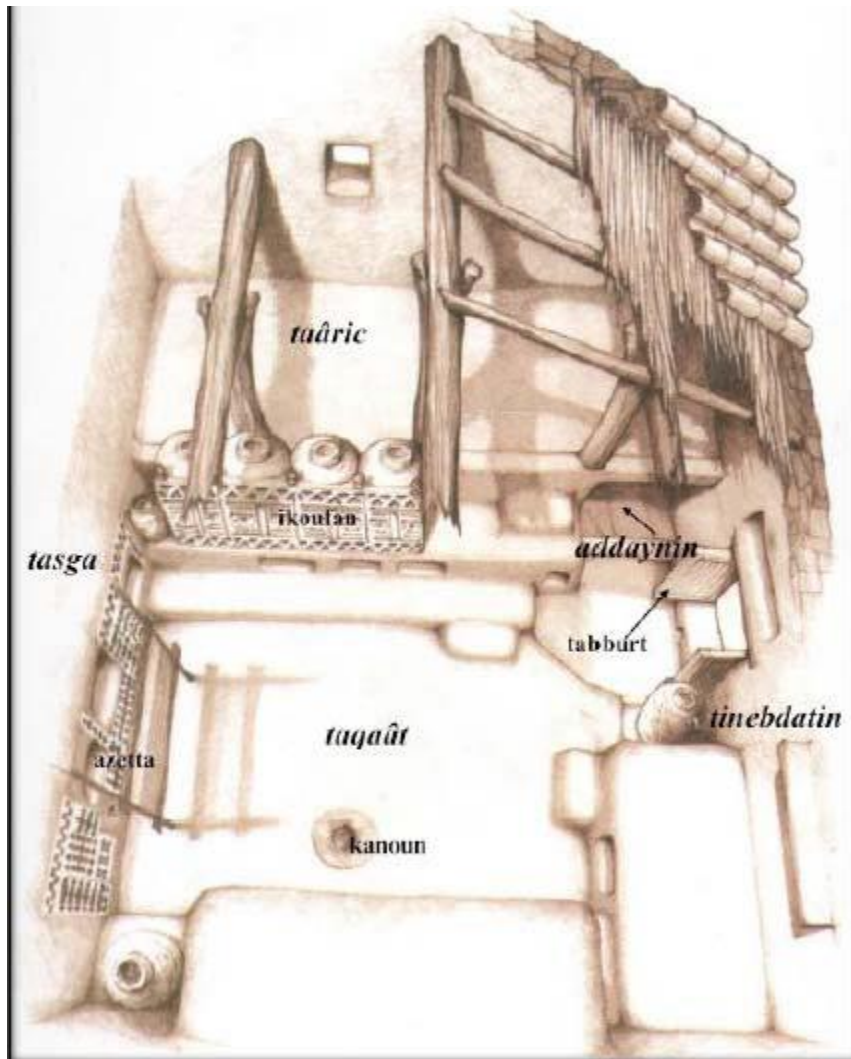 taâric
ikoufan
addaynin
tasga
tabburt
tinebdatin
taqaât
azetta
kanoun